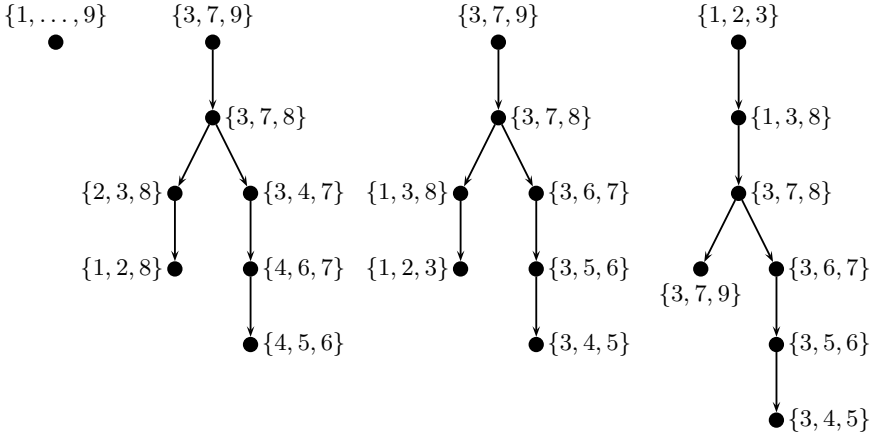 {1, . . . , 9}
{3, 7, 9}
{3, 7, 9}
{1, 2, 3}
{3, 7, 8}
{3, 7, 8}
{1, 3, 8}
{2, 3, 8}
{3, 4, 7}
{1, 3, 8}
{3, 6, 7}
{3, 7, 8}
{1, 2, 8}
{4, 6, 7}
{1, 2, 3}
{3, 5, 6}
{3, 7, 9}
{3, 6, 7}
{4, 5, 6}
{3, 4, 5}
{3, 5, 6}
{3, 4, 5}